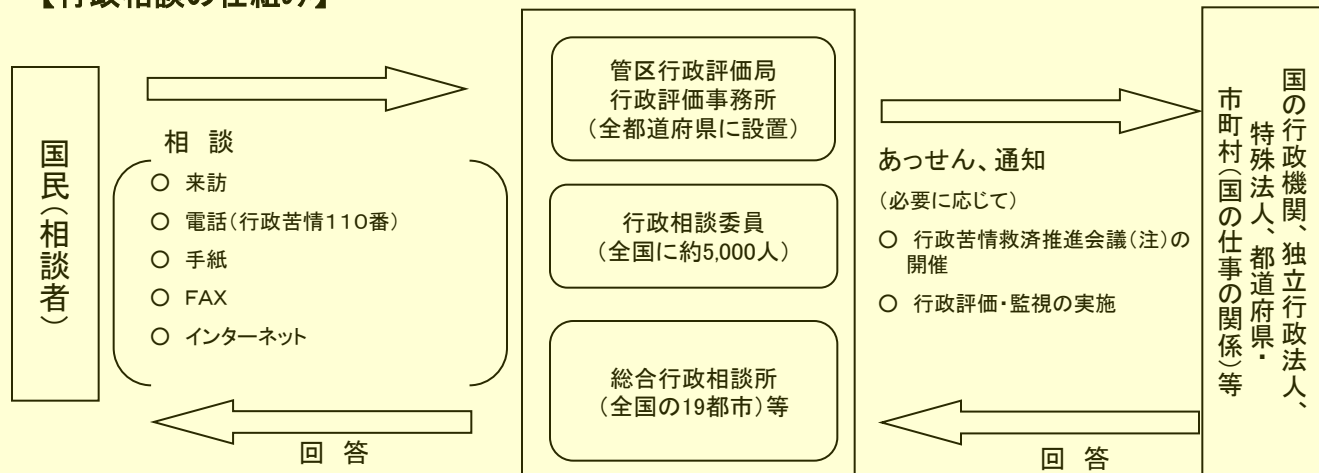 【行政相談の仕組み】
国民(相談者)
相 談
○ 来訪
○ 電話(行政苦情110番)
○ 手紙
○ FAX
○ インターネット
回 答
管区行政評価局
行政評価事務所
(全都道府県に設置)
行政相談委員
(全国に約5,000人)
総合行政相談所
(全国の19都市)等
あっせん、通知
(必要に応じて)
○ 行政苦情救済推進会議(注)の
開催
○ 行政評価・監視の実施
回 答
国の行政機関、独立行政法人、
特殊法人、都道府県・
市町村(国の仕事の関係)等